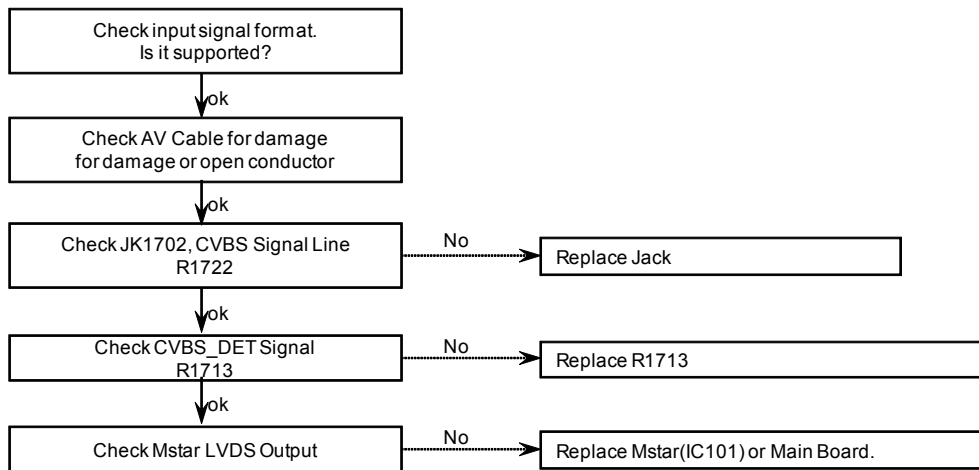 Check input signal format.
Is it supported?
ok
Check AV Cable for damage
for damage or open conductor
ok
Check JK1702, CVBS Signal Line
R1722
No
Replace Jack
ok
Check CVBS_DET Signal
R1713
No
Replace R1713
ok
Check Mstar LVDS Output
No
Replace Mstar(IC101) or Main Board.